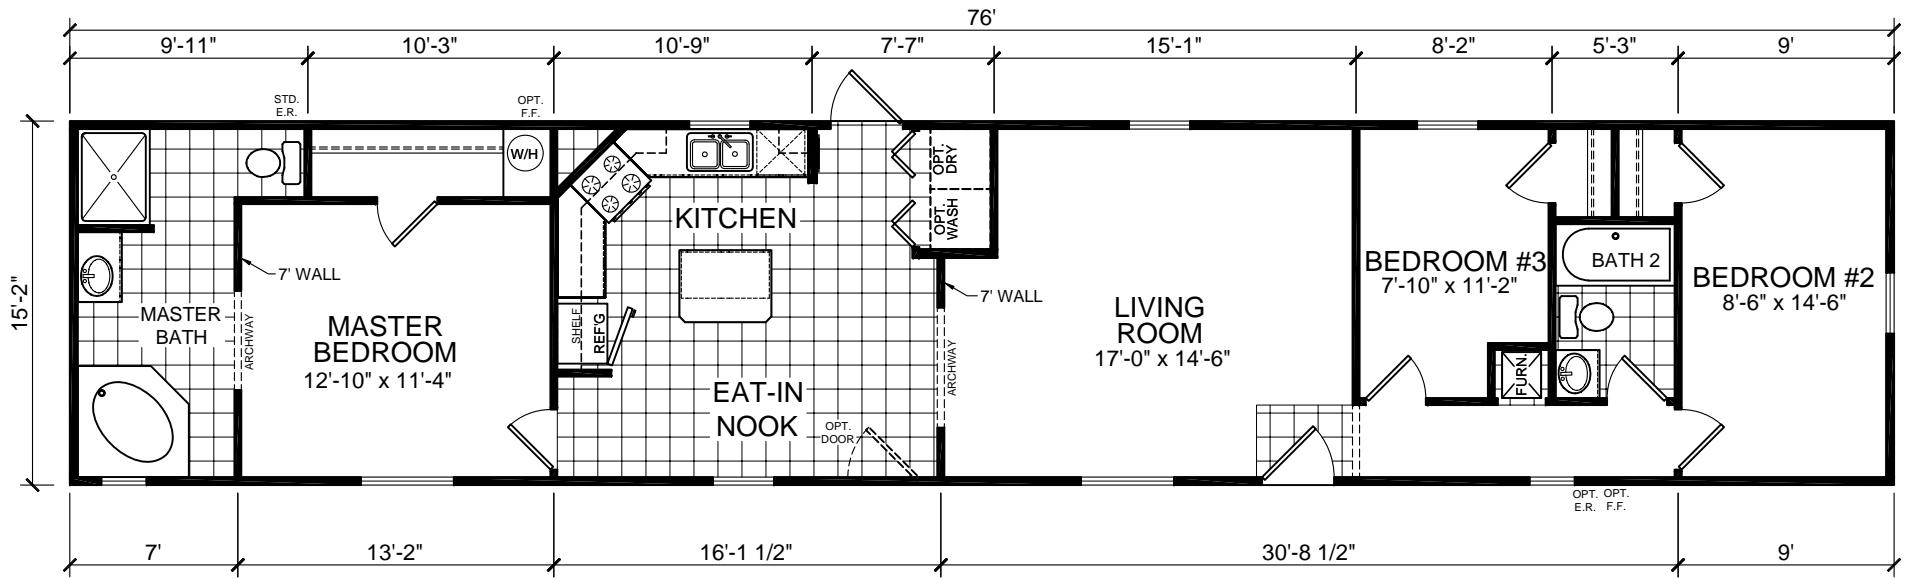 76'
9'-11"
10'-3"
10'-9"
7'-7"
15'-1"
8'-2"
5'-3"
9'
STD.
E.R.
OPT.
F.F.
W/H
OPT.
DRY
OPT.
WASH
KITCHEN
7' WALL
7' WALL
15'-2"
MASTER
BATH
ARCHWAY
MASTER
BEDROOM
12'-10" x 11'-4"
SHELF
REF'G
EAT-IN
NOOK
OPT.
DOOR
ARCHWAY
LIVING
ROOM
17'-0" x 14'-6"
BEDROOM #3
7'-10" x 11'-2"
FURN.
BATH 2
BEDROOM #2
8'-6" x 14'-6"
OPT.
E.R.
OPT.
F.F.
7'
13'-2"
16'-1 1/2"
30'-8 1/2"
9'